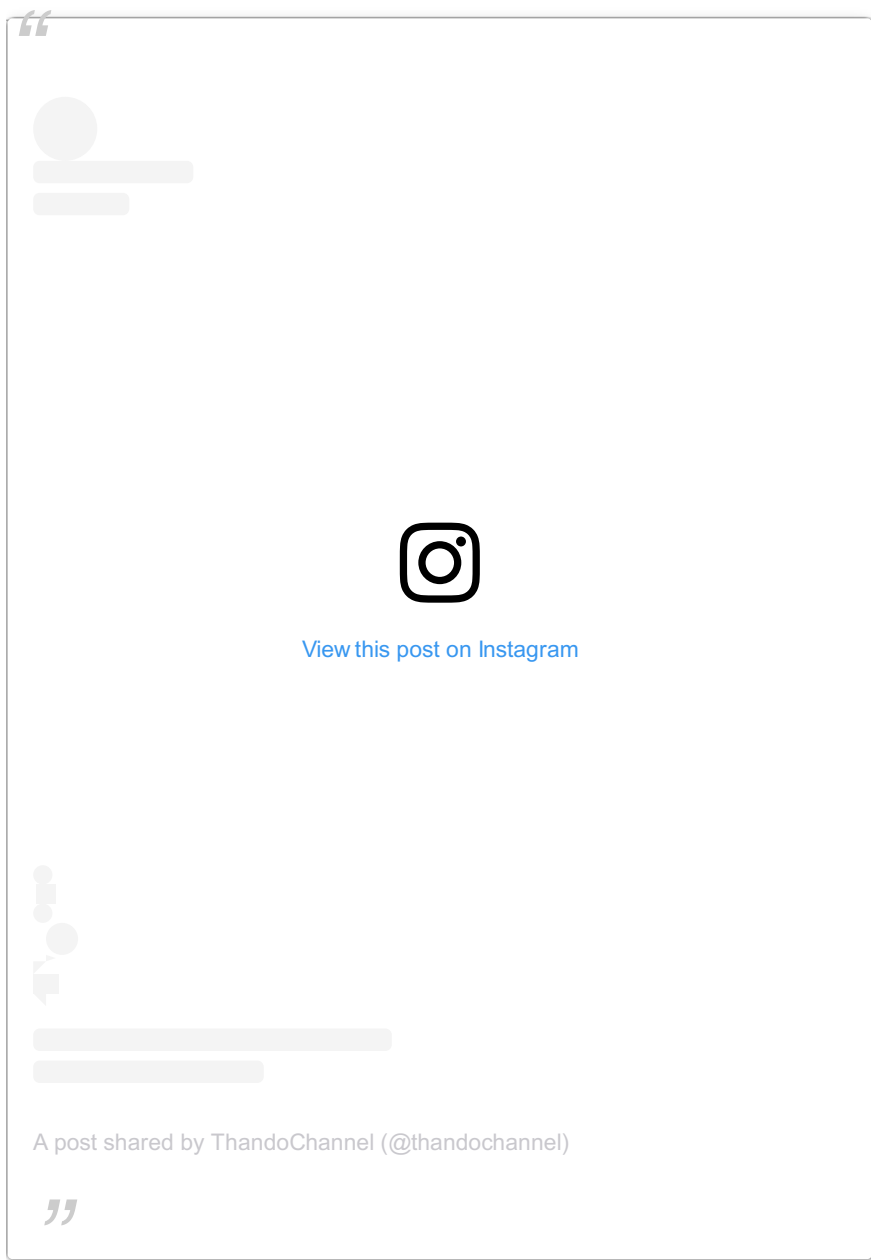 “
View this post on Instagram
A post shared by ThandoChannel (@thandochannel)
”